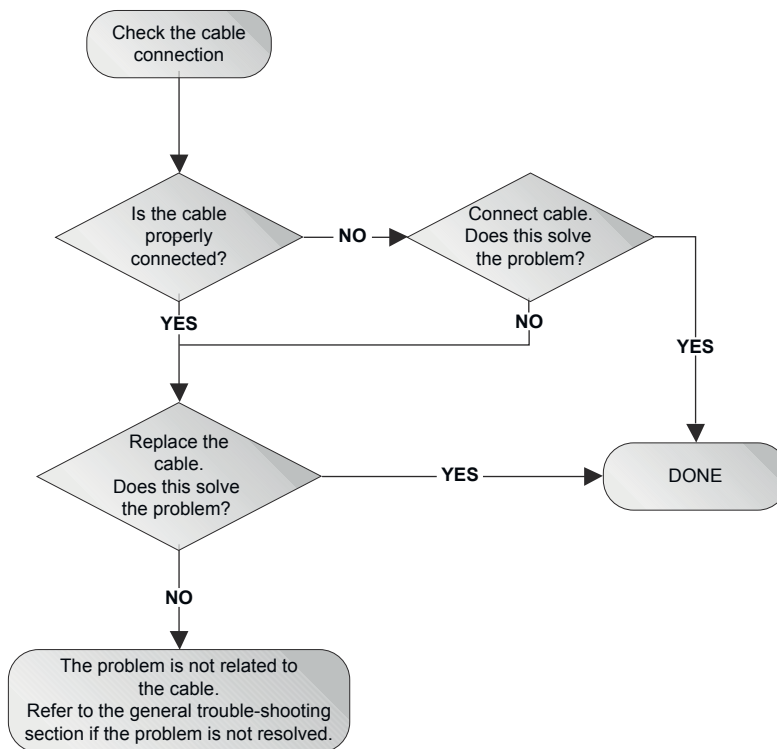 Check the cable
connection
Is the cable
properly
connected?
NO
Connect cable.
Does this solve
the problem?
YES
NO
YES
Replace the
cable.
Does this solve
the problem?
YES
DONE
NO
The problem is not related to
the cable.
Refer to the general trouble-shooting
section if the problem is not resolved.